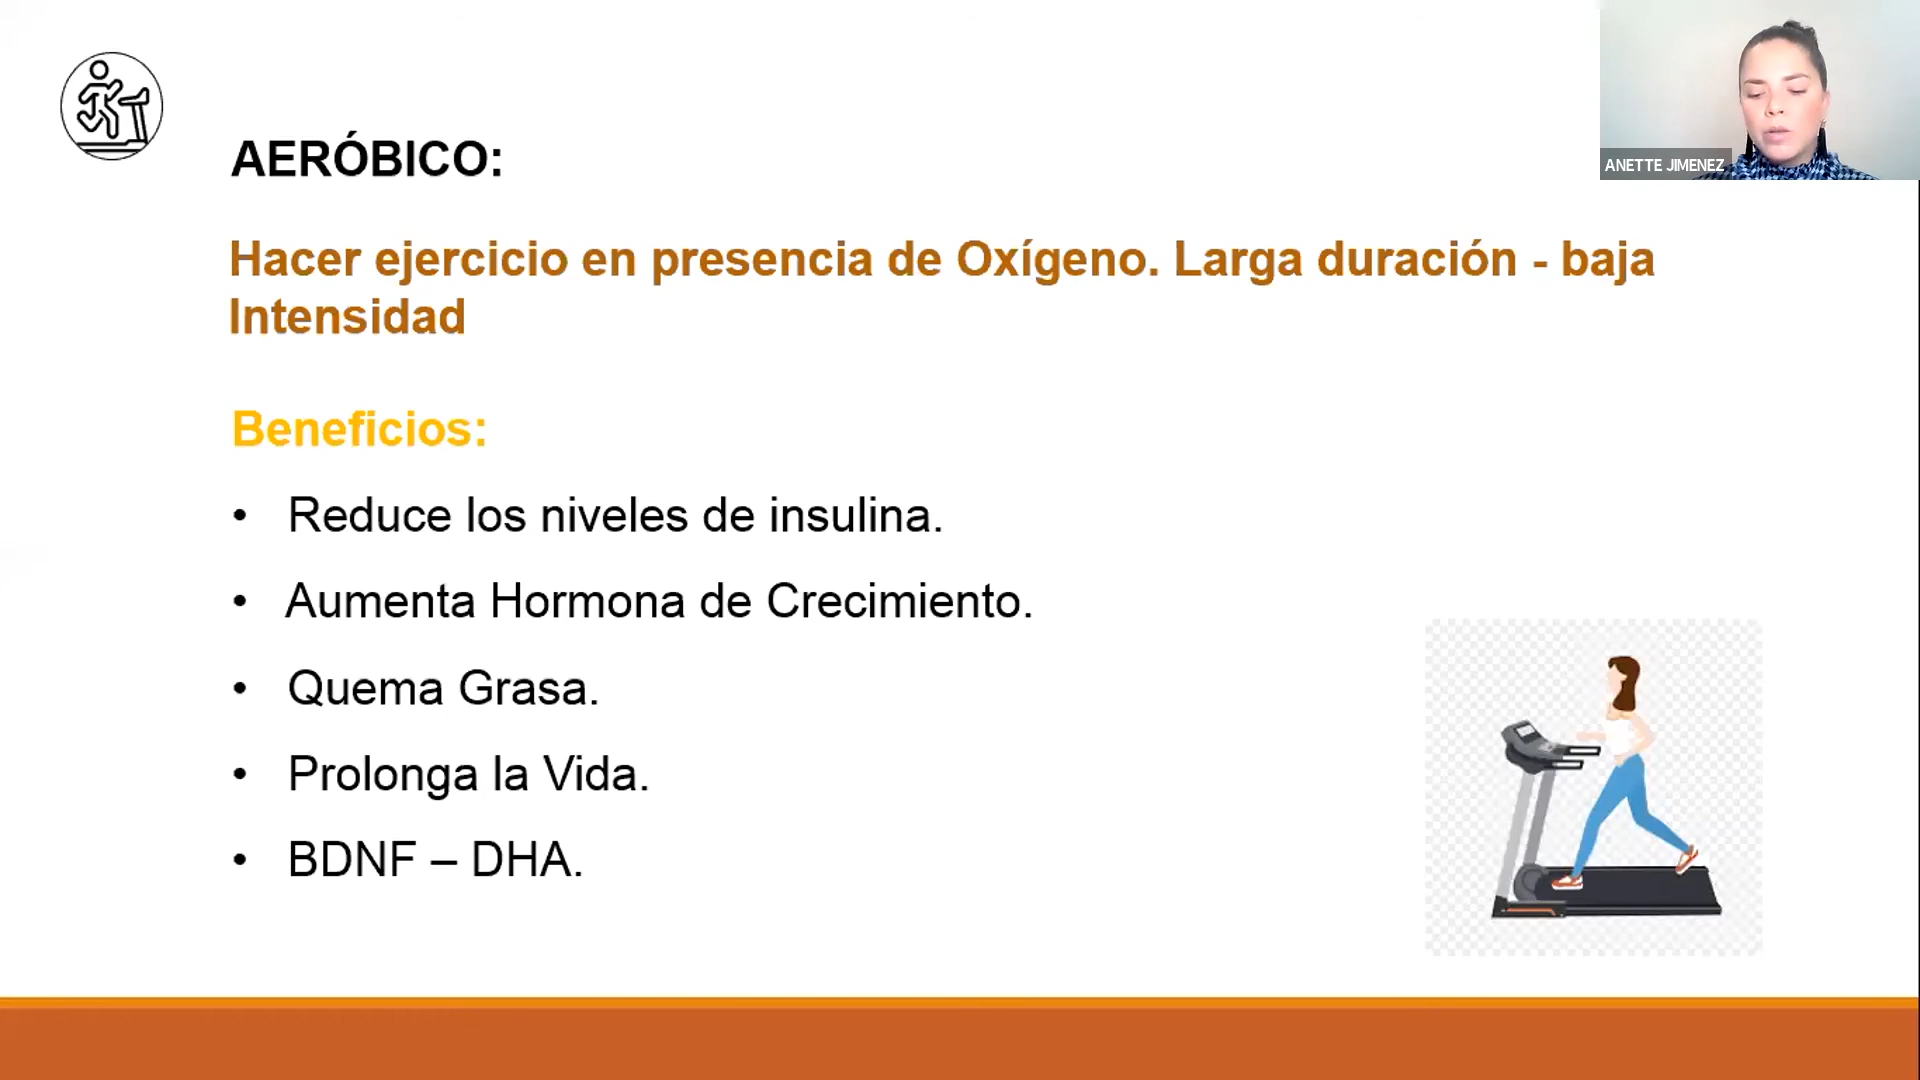 ANETTE JIMENEZ
AERÓBICO:
Hacer ejercicio en presencia de Oxígeno. Larga duración - baja
Intensidad
Beneficios:
• Reduce los niveles de insulina.
• Aumenta Hormona de Crecimiento.
• Quema Grasa.
• Prolonga la Vida.
• BDNF – DHA.